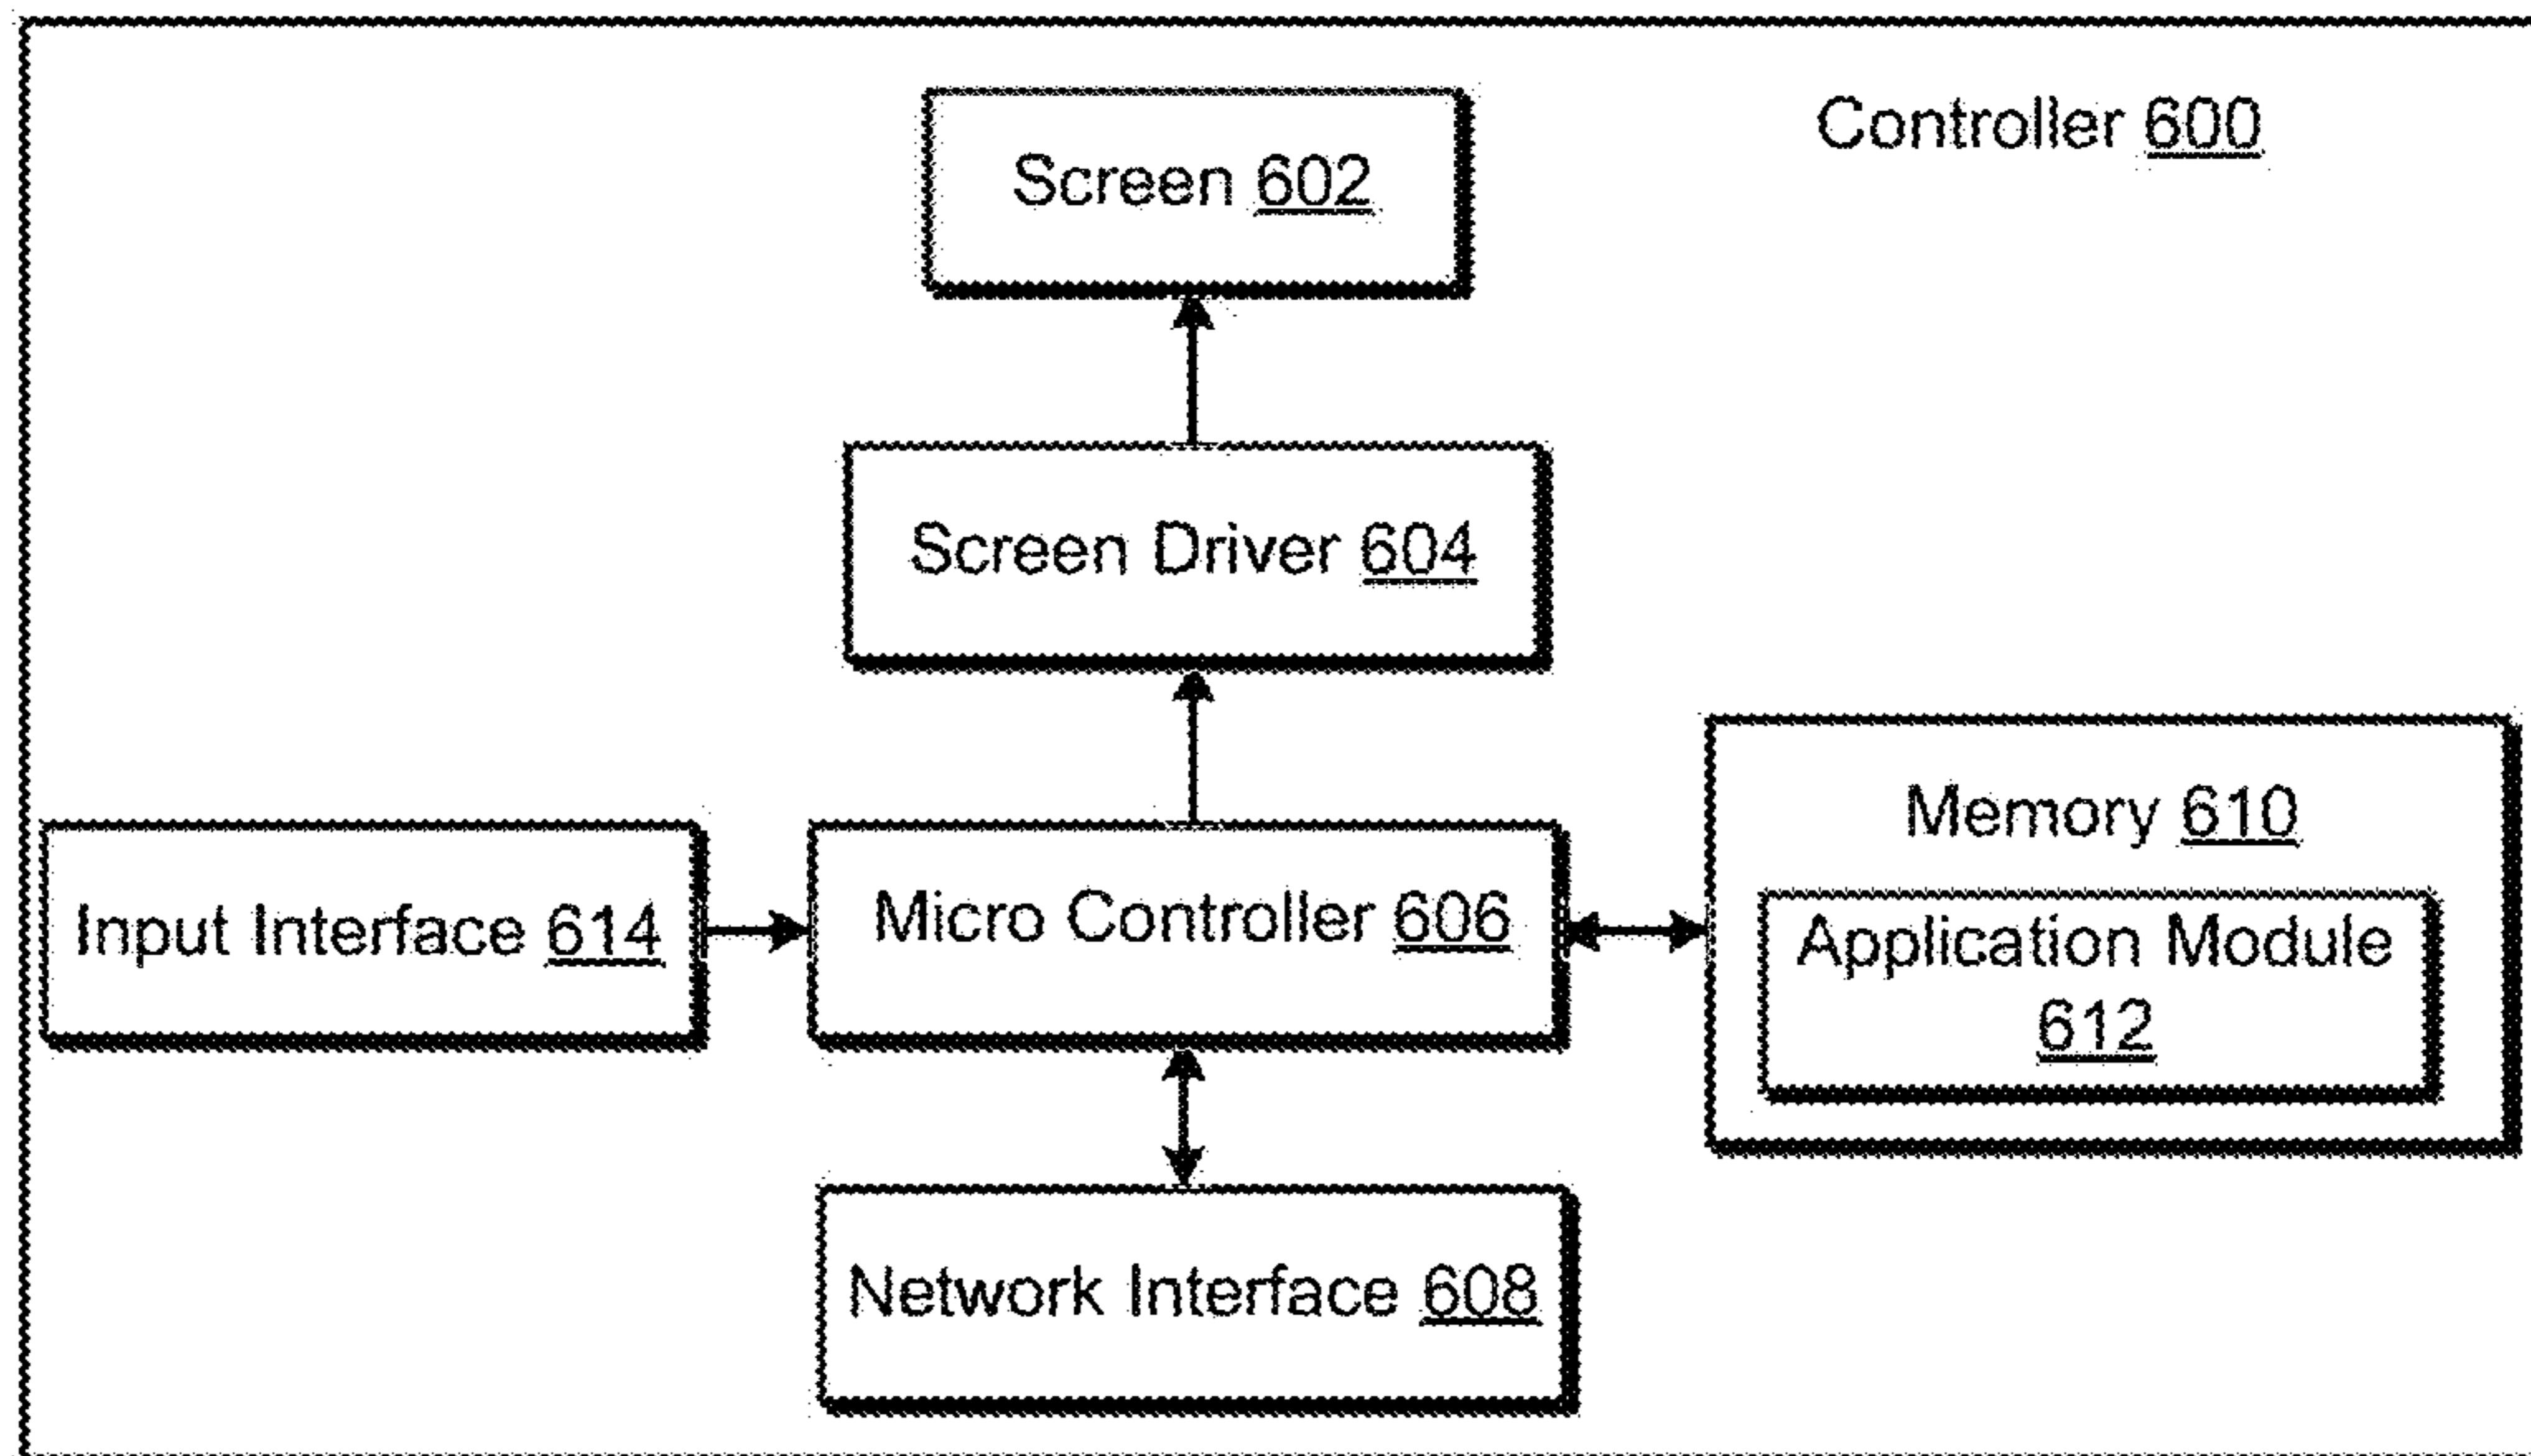 Controller 600
Screen 602
Screen Driver 604
Memory 610
Input Interface 614
Micro Controller 606
Application Module
612
Network Interface 608